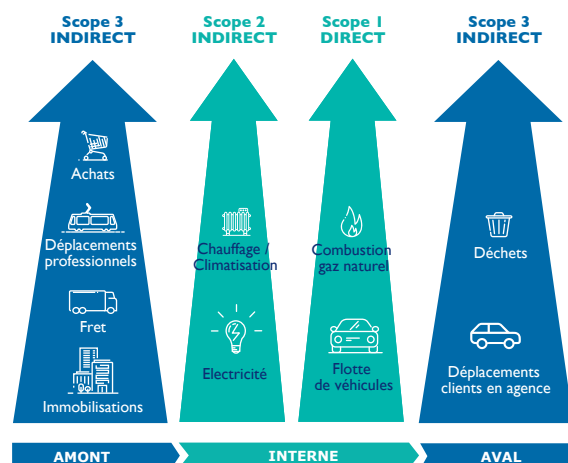 Scope 3
INDIRECT
Achats
Déplacements
professionnels
Fret
Immobilisations
Scope 2
INDIRECT
Chauffage /
Climatisation
Electricité
Scope 1
DIRECT
Combustion
gaz naturel
Flotte
de véhicules
Scope 3
INDIRECT
Déchets
Déplacements
clients en agence
AMONT
INTERNE
AVAL